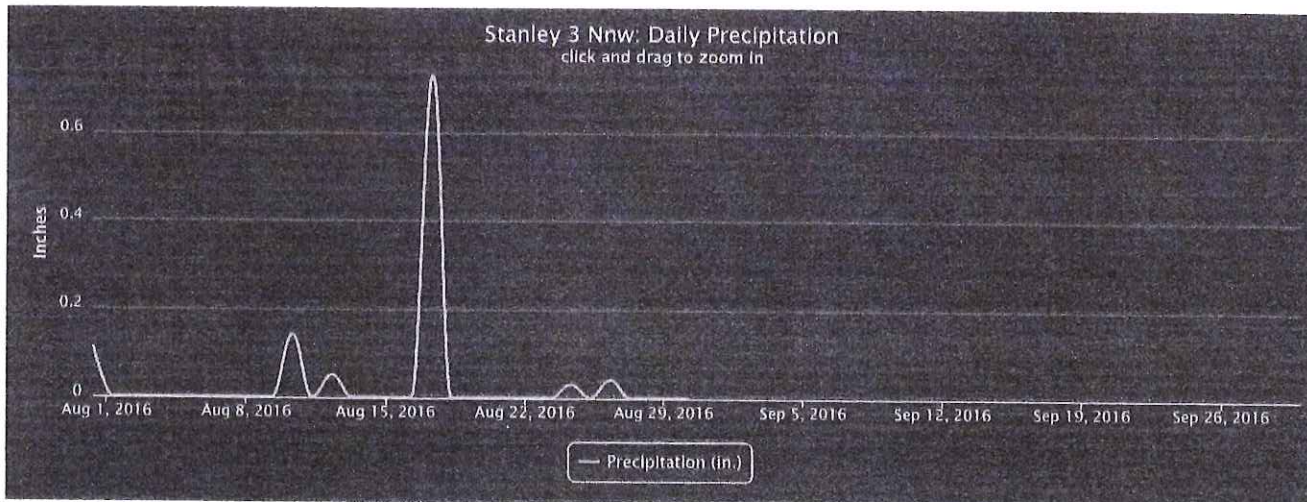 Stanley 3 Nnw: Daily Precipitation
click and drag to zoom in
0.6
0.4
0.2
0
Inches
Aug 1, 2016 Aug 8, 2016 Aug 15, 2016 Aug 22, 2016 Aug 29, 2016 Sep 5, 2016 Sep 12, 2016 Sep 19, 2016 Sep 26, 2016
Precipitation (in.)